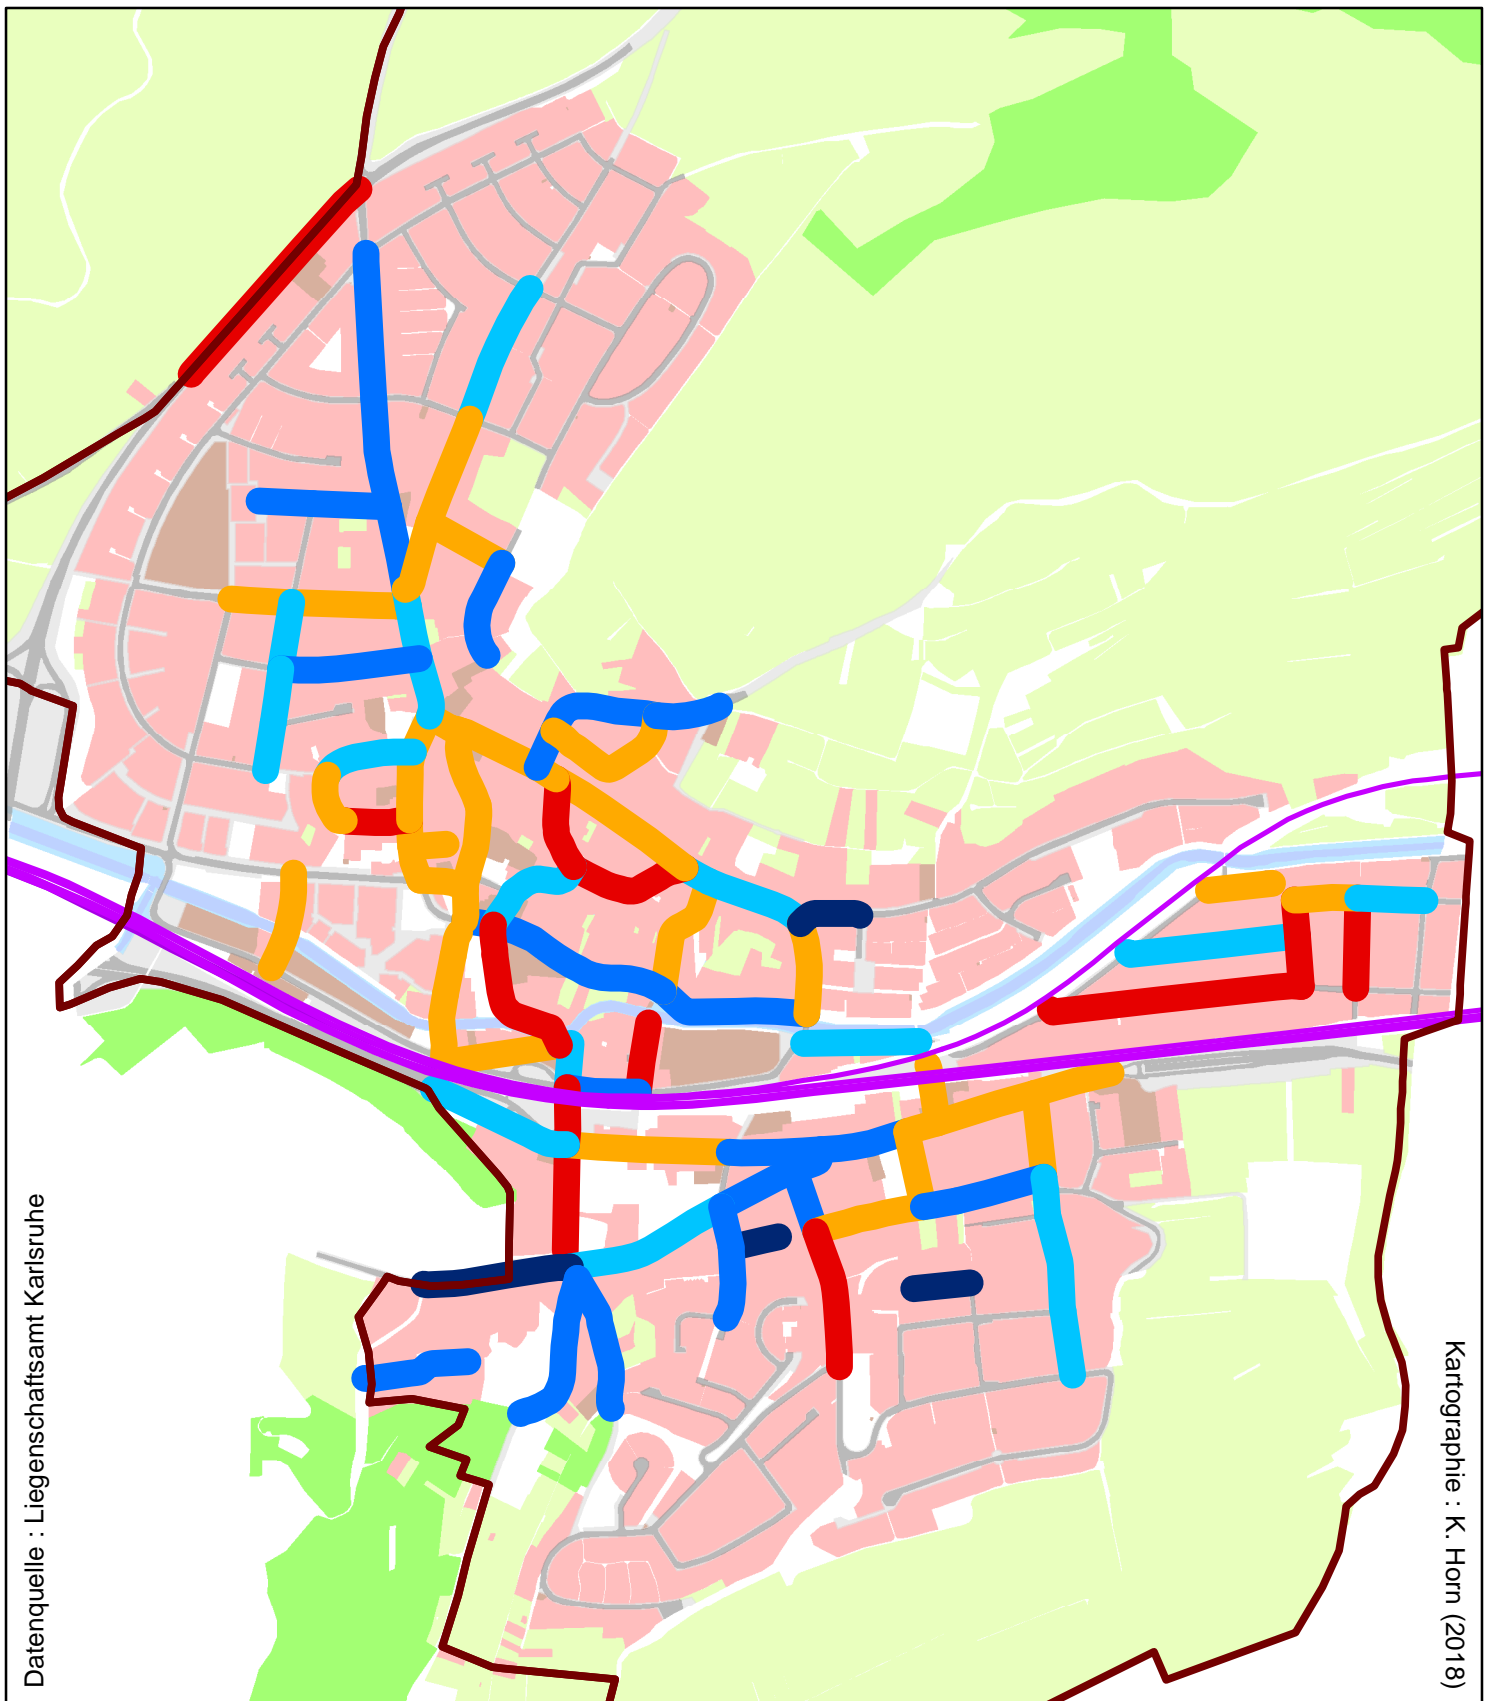 Datenquelle : Liegenschaftsamt Karlsruhe
Kartographie : K. Horn (2018)